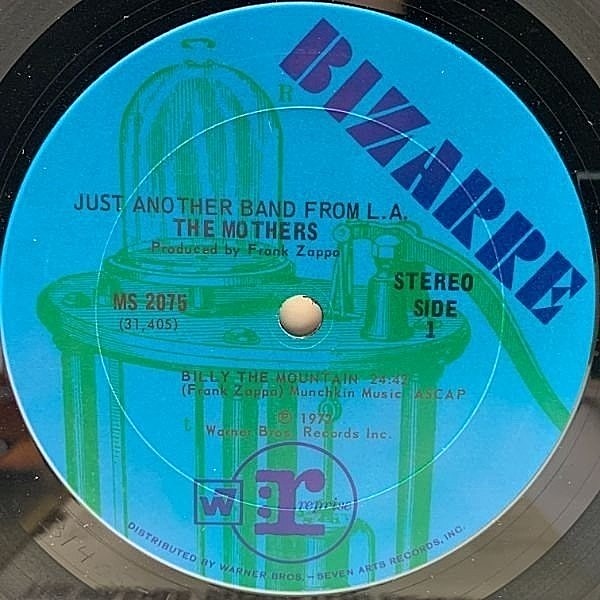 BIZARRE
JUST ANOTHER BAND FROM L.A.
THE MOTHERS
Produced by Frank Zappa
MS 2075
(31,405)
STEREO
SIDE
1
BILLY THE MOUNTAIN 24:42
(Frank Zappa) Munchkin Music ASCAP
℗ 1972
Warner Bros. Records Inc.
W
:r
reprise
DISTRIBUTED BY WARNER BROS. – SEVEN ARTS RECORDS, INC.